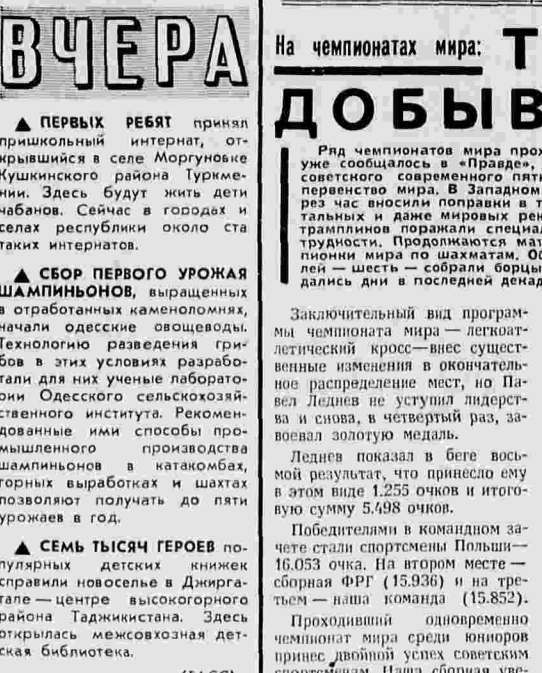 ВЧЕРА
▲ ПЕРВЫХ РЕБЯТ принял
пришкольный интернат, от-
крывшийся в селе Моргуновке
Кушкинского района Туркме-
нии. Здесь будут жить дети
чабанов. Сейчас в городах и
селах республики около ста
таких интернатов.
▲ СБОР ПЕРВОГО УРОЖАЯ
ШАМПИНЬОНОВ, выращенных
в отработанных каменоломнях,
начали одесские овощеводы.
Технологию разведения гри-
бов в этих условиях разрабо-
тали для них ученые лаборато-
рии Одесского сельскохозяй-
ственного института. Рекомен-
дованные ими способы про-
мышленного производства
шампиньонов в катакомбах,
горных выработках и шахтах
позволяют получать до пяти
урожаев в год.
▲ СЕМЬ ТЫСЯЧ ГЕРОЕВ по-
пулярных детских книжек
справили новоселье в Джирга-
тале — центре высокогорного
района Таджикистана. Здесь
открылась межсовхозная дет-
ская библиотека.
На чемпионатах мира: Т
ДОБЫВ
Ряд чемпионатов мира
уже сообщалось в «Правде»,
советского современного
первенство мира. В Западном
рез час вносили поправки в
тальных и даже мировых
трамплинов поражали
трудности. Продолжаются
пионки мира по шахматам.
лей — шесть — собрали борцы
дались дни в последней
Заключительный вид програм-
мы чемпионата мира — легкоат-
летический кросс—внес сущест-
венные изменения в окончатель-
ное распределение мест, но Па-
вел Леднев не уступил лидерст-
ва и снова, в четвертый раз, за-
воевал золотую медаль.
Леднев показал в беге вось-
мой результат, что принесло ему
в этом виде 1.255 очков и итого-
вую сумму 5.498 очков.
Победителями в командном за-
чете стали спортсмены Польши—
16.053 очка. На втором месте —
сборная ФРГ (15.936) и на тре-
тьем — наша команда (15.852).
Проходивший одновременно
чемпионат мира среди юниоров
принес двойной успех советским
спортсменам. Наша сборная уве-